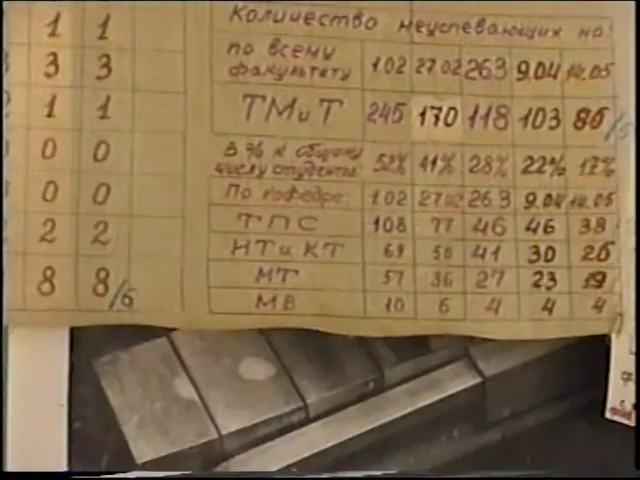 1 1
3 3
1 1
0 0
0 0
2 2
8 8/6
Количество неуспевающих на:
по всему факультету 1.02 27.02 26.3 9.04 14.05
ТМиТ 245 170 118 103 86
В % к общему числу студентов 52% 41% 28% 22% 17%
По кафедре: 1.02 27.02 26.3 9.04 14.05
ТПС 108 77 46 46 38
НТиКТ 69 50 41 30 26
МТ 57 36 27 23 19
МВ 10 6 4 4 4